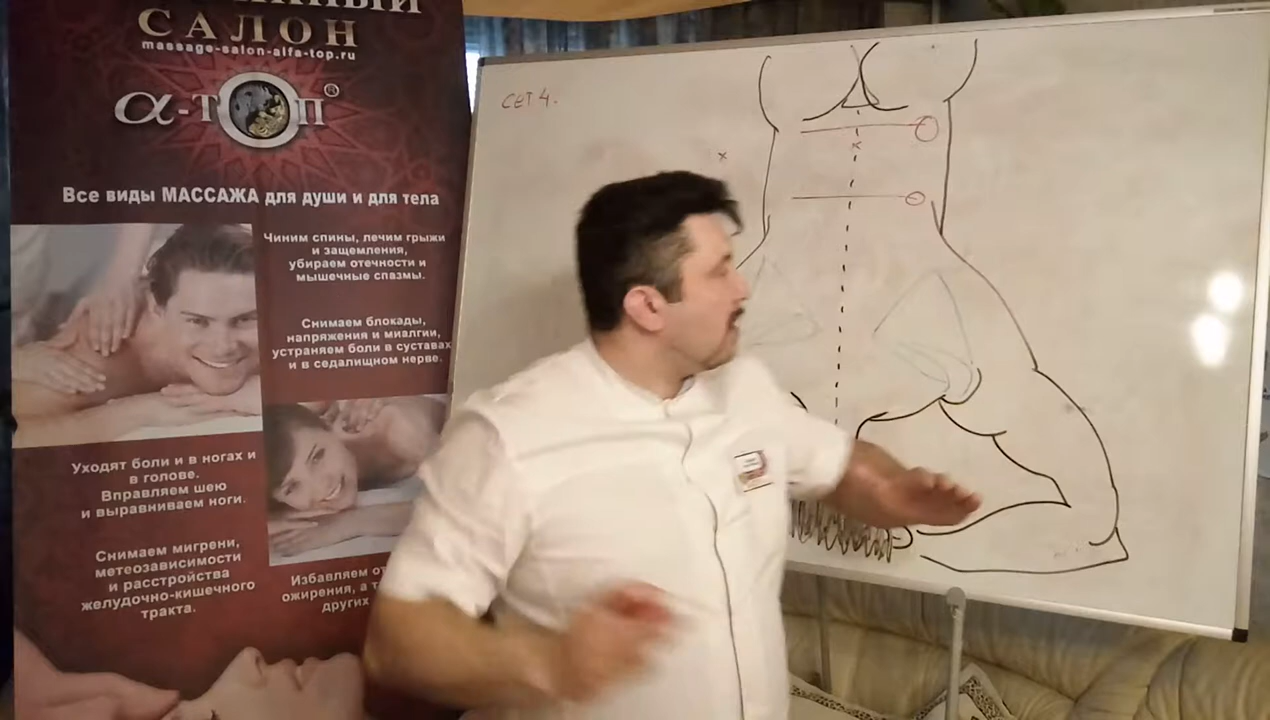 САЛОН
massage-salon-alfa-top.ru
α-ТОП®
Все виды МАССАЖА для души и для тела
Чиним спины, лечим грыжи
и защемления,
убираем отечности и
мышечные спазмы.
Снимаем блокады,
напряжения и миалгии,
устраняем боли в суставах
и в седалищном нерве.
Уходят боли и в ногах и
в голове.
Вправляем шею
и выравниваем ноги.
Снимаем мигрени,
метеозависимости
и расстройства
желудочно-кишечного
тракта.
Избавляем от
ожирения, а
других
СЕТ 4.